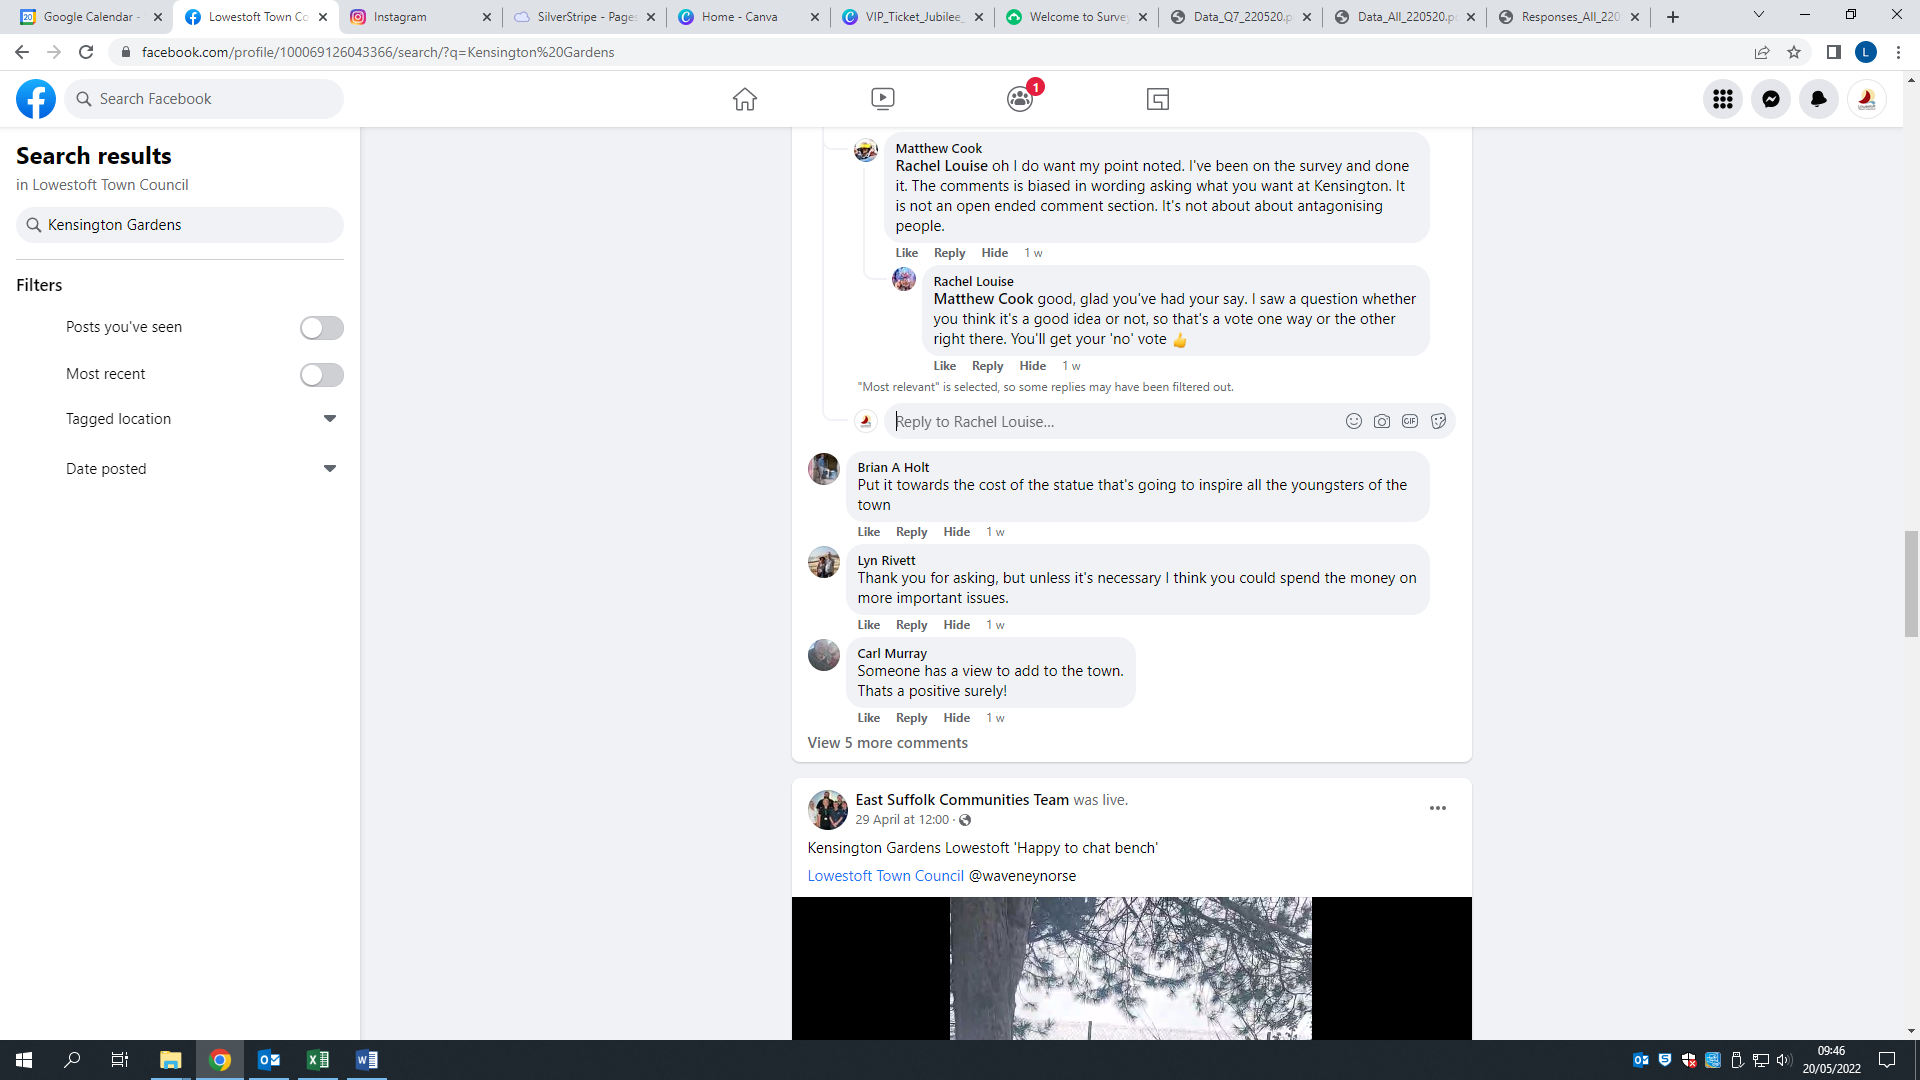 Google Calendar -
Lowestoft Town Co
Instagram
SilverStripe - Pages
Home - Canva
VIP_Ticket_Jubilee_
Welcome to Survey
Data_Q7_220520.p
Data_All_220520.pd
Responses_All_220
facebook.com/profile/100069126043366/search/?q=Kensington%20Gardens
L
Search Facebook
1
Search results
in Lowestoft Town Council
Kensington Gardens
Filters
Posts you've seen
Most recent
Tagged location
Date posted
Matthew Cook
Rachel Louise oh I do want my point noted. I've been on the survey and done
it. The comments is biased in wording asking what you want at Kensington. It
is not an open ended comment section. It's not about about antagonising
people.
Like Reply Hide 1 w
Rachel Louise
Matthew Cook good, glad you've had your say. I saw a question whether
you think it's a good idea or not, so that's a vote one way or the other
right there. You'll get your 'no' vote 👍
Like Reply Hide 1 w
"Most relevant" is selected, so some replies may have been filtered out.
Reply to Rachel Louise...
GIF
Brian A Holt
Put it towards the cost of the statue that's going to inspire all the youngsters of the
town
Like Reply Hide 1 w
Lyn Rivett
Thank you for asking, but unless it's necessary I think you could spend the money on
more important issues.
Like Reply Hide 1 w
Carl Murray
Someone has a view to add to the town.
Thats a positive surely!
Like Reply Hide 1 w
View 5 more comments
East Suffolk Communities Team was live.
29 April at 12:00 ·
Kensington Gardens Lowestoft 'Happy to chat bench'
Lowestoft Town Council @waveneynorse
09:46
20/05/2022